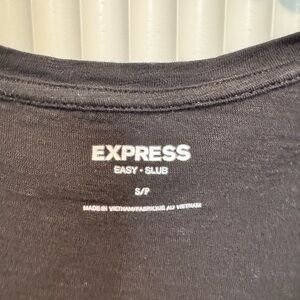 EXPRESS
EASY • SLUB
S/P
MADE IN VIETNAM/FABRIQUÉ AU VIETNAM